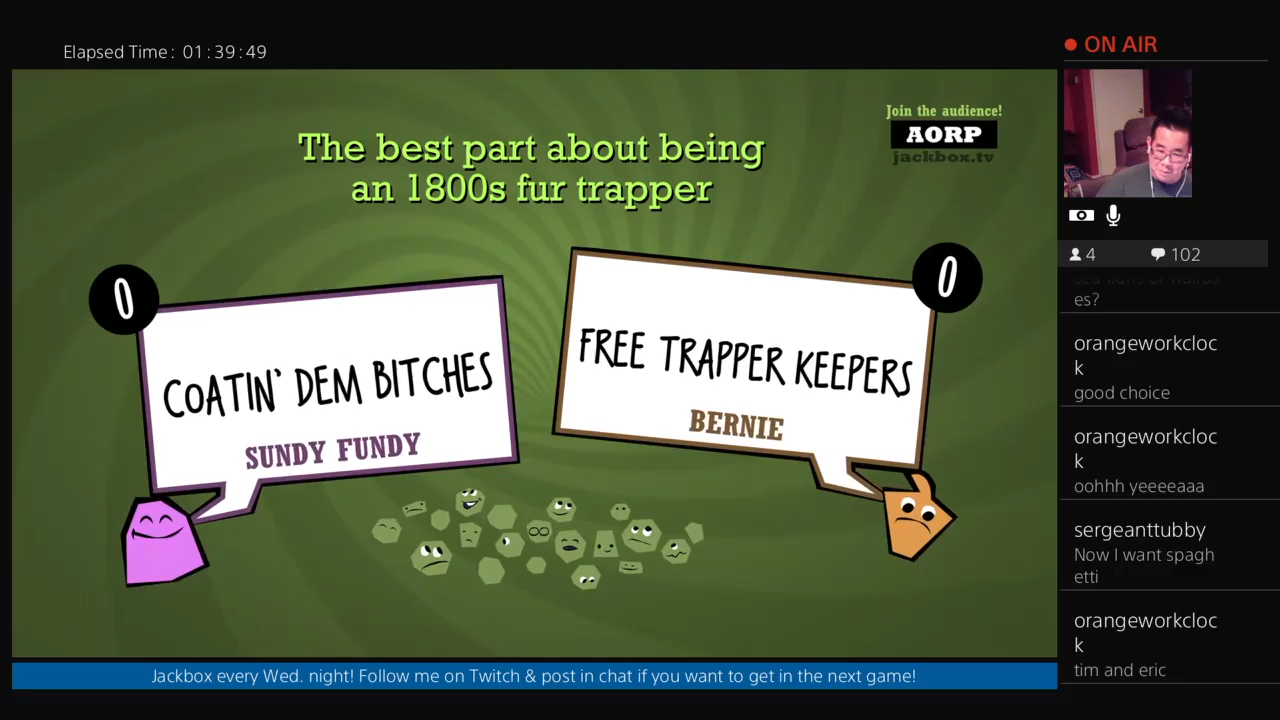 Elapsed Time: 01:39:49
ON AIR
Join the audience!
AORP
jackbox.tv
The best part about being
an 1800s fur trapper
0
COATIN' DEM BITCHES
SUNDY FUNDY
0
FREE TRAPPER KEEPERS
BERNIE
4
102
es?
orangeworkcloc
k
good choice
orangeworkcloc
k
oohhh yeeeeaaa
sergeanttubby
Now I want spagh
etti
orangeworkcloc
k
tim and eric
Jackbox every Wed. night! Follow me on Twitch & post in chat if you want to get in the next game!